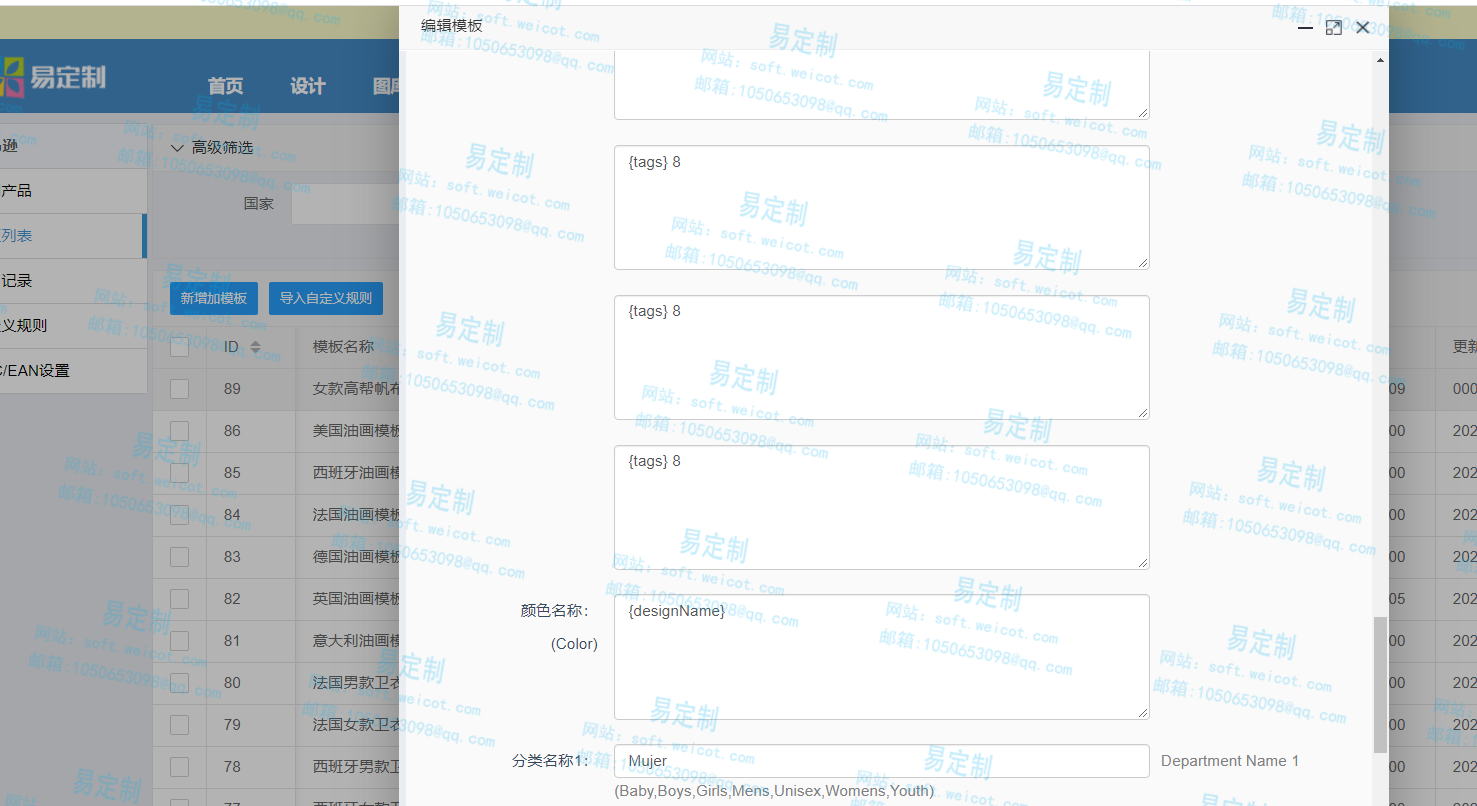 编辑模板
易定制
首页
设计
高级筛选
产品
国家
列表
记录
新增加模板
导入自定义规则
义规则
ID
模板名称
更新
/EAN设置
89
女款高帮帆布
09
000
86
美国油画模板
00
202
85
西班牙油画模
00
202
84
法国油画模板
00
202
83
德国油画模板
00
202
82
英国油画模板
05
202
81
意大利油画模
00
202
80
法国男款卫衣
00
202
79
法国女款卫衣
00
202
78
西班牙男款卫
00
202
{tags} 8
{tags} 8
{tags} 8
颜色名称：
(Color)
{designName}
分类名称1：
Mujer
Department Name 1
(Baby,Boys,Girls,Mens,Unisex,Womens,Youth)
易定制
网站：soft.weicot.com
邮箱:1050653098@qq.com